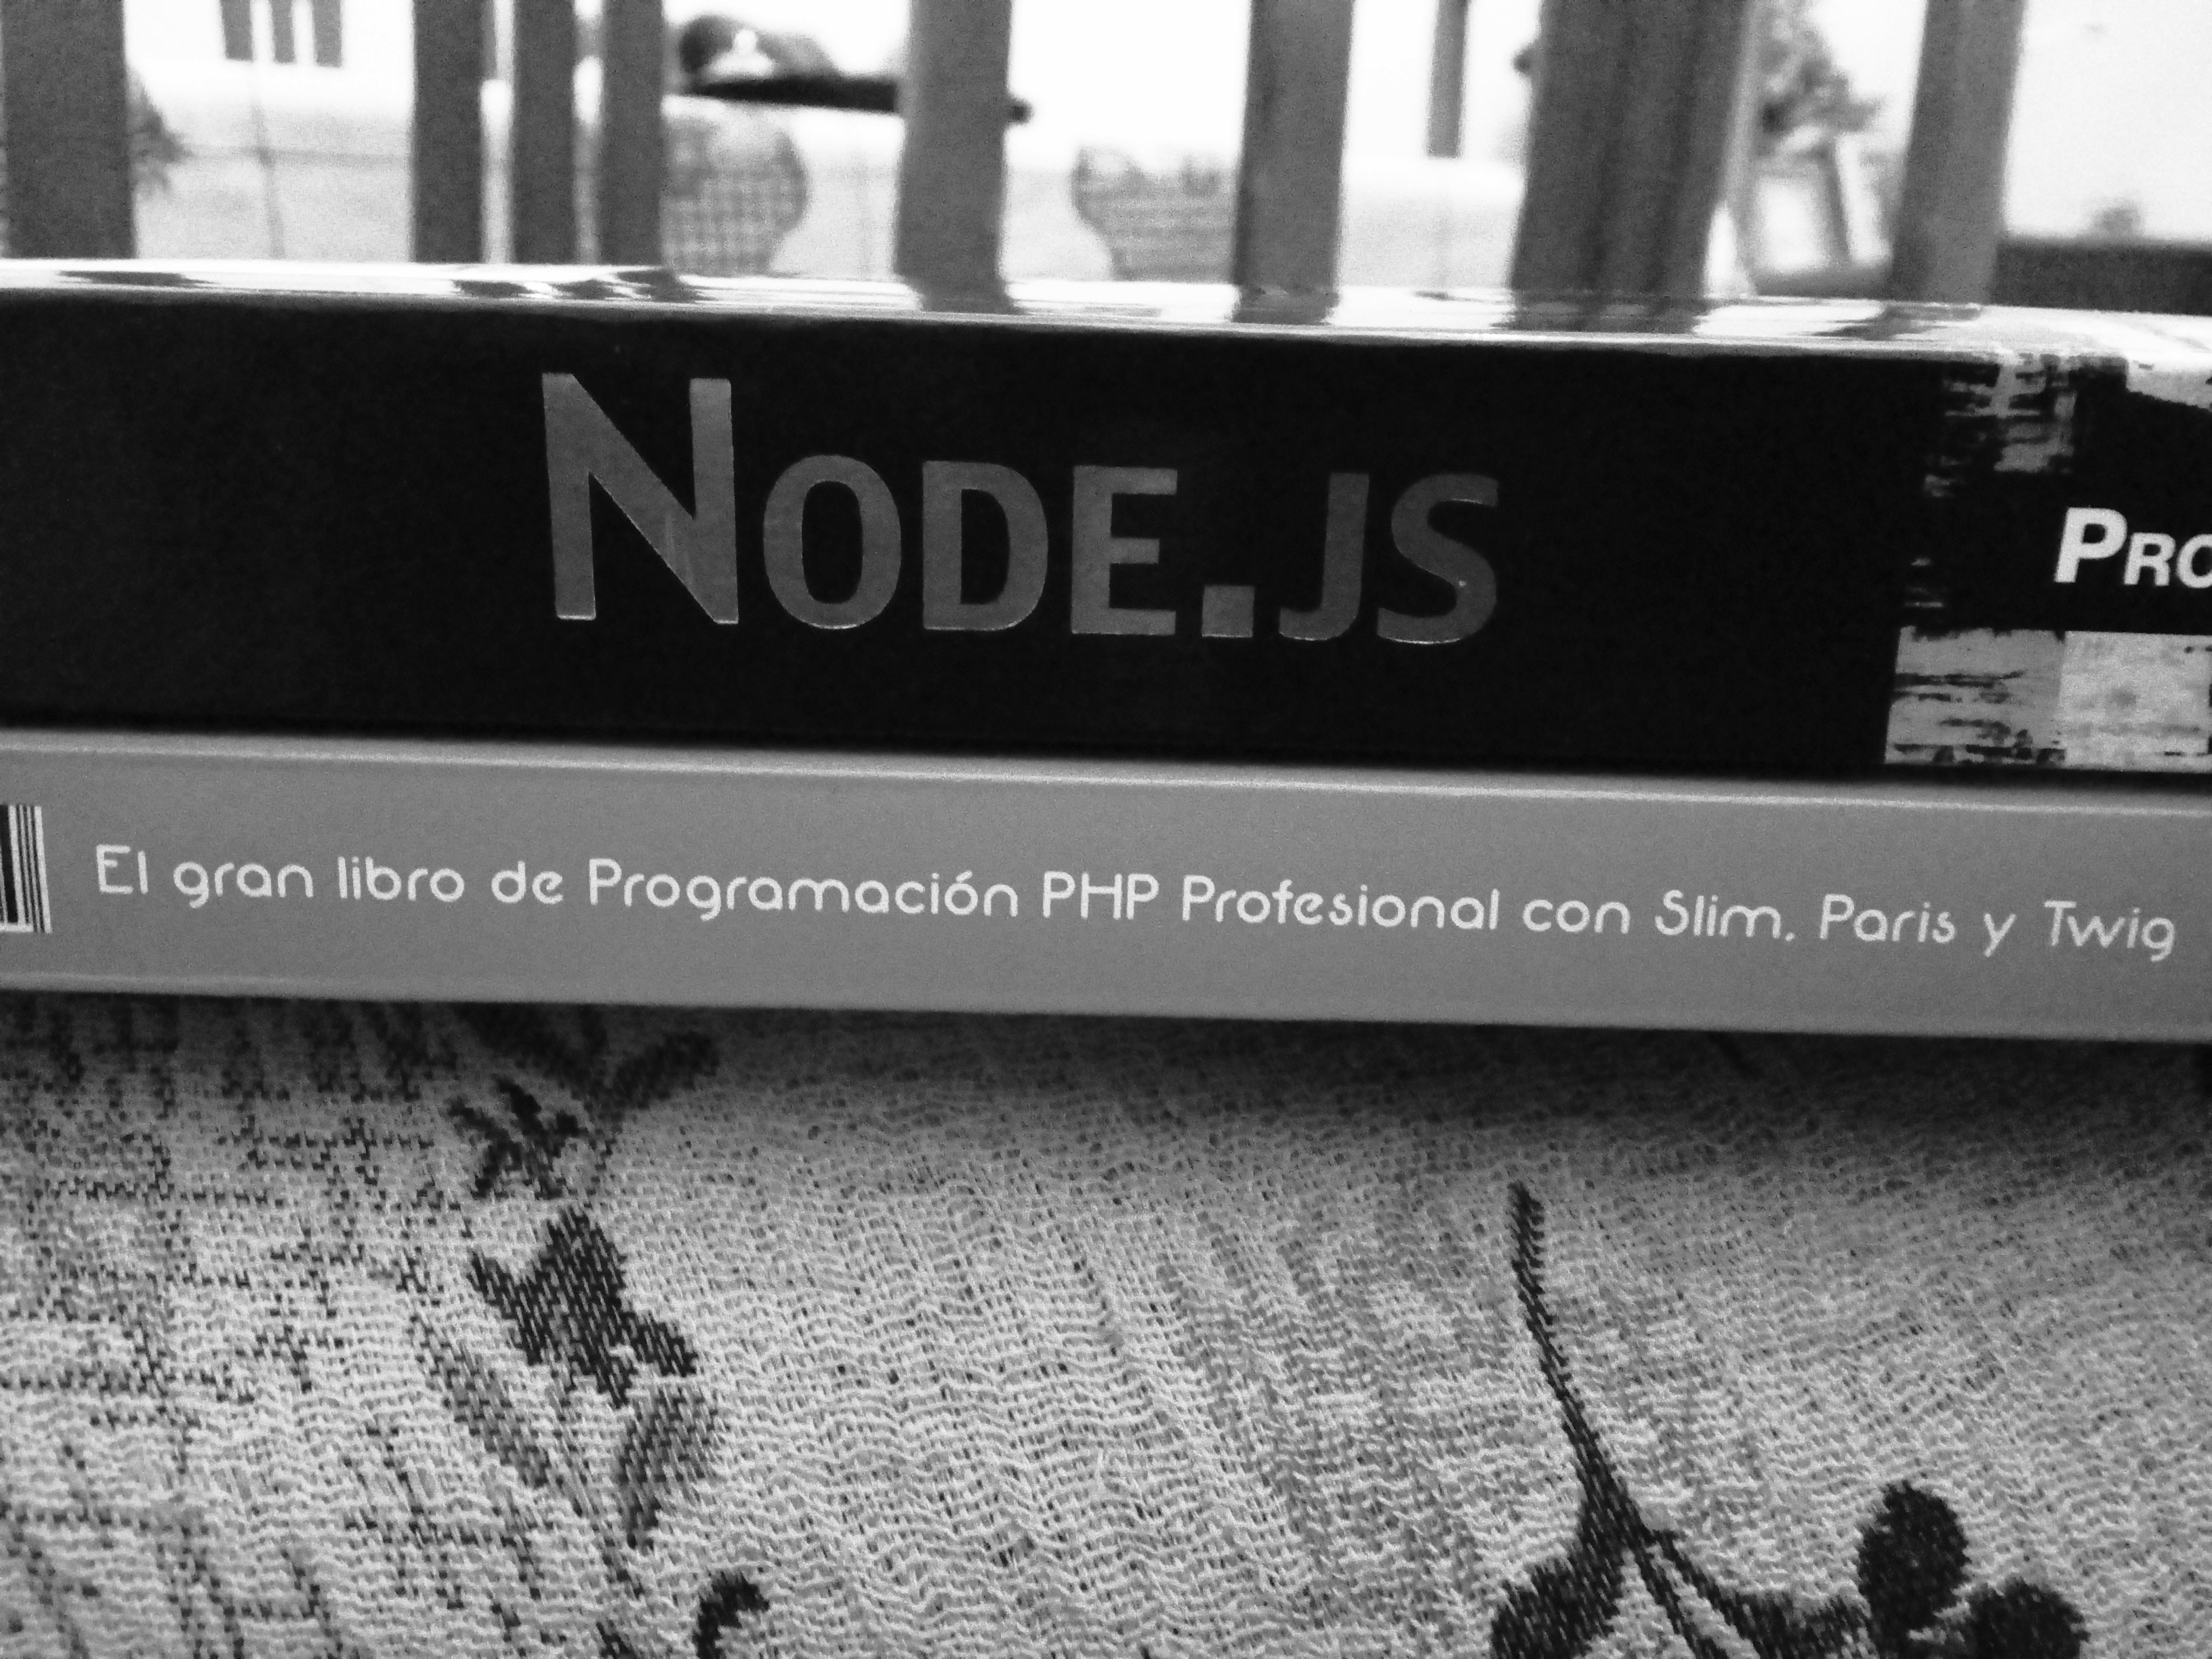 NODE.JS
El gran libro de Programación PHP Profesional con Slim, Paris y Twig